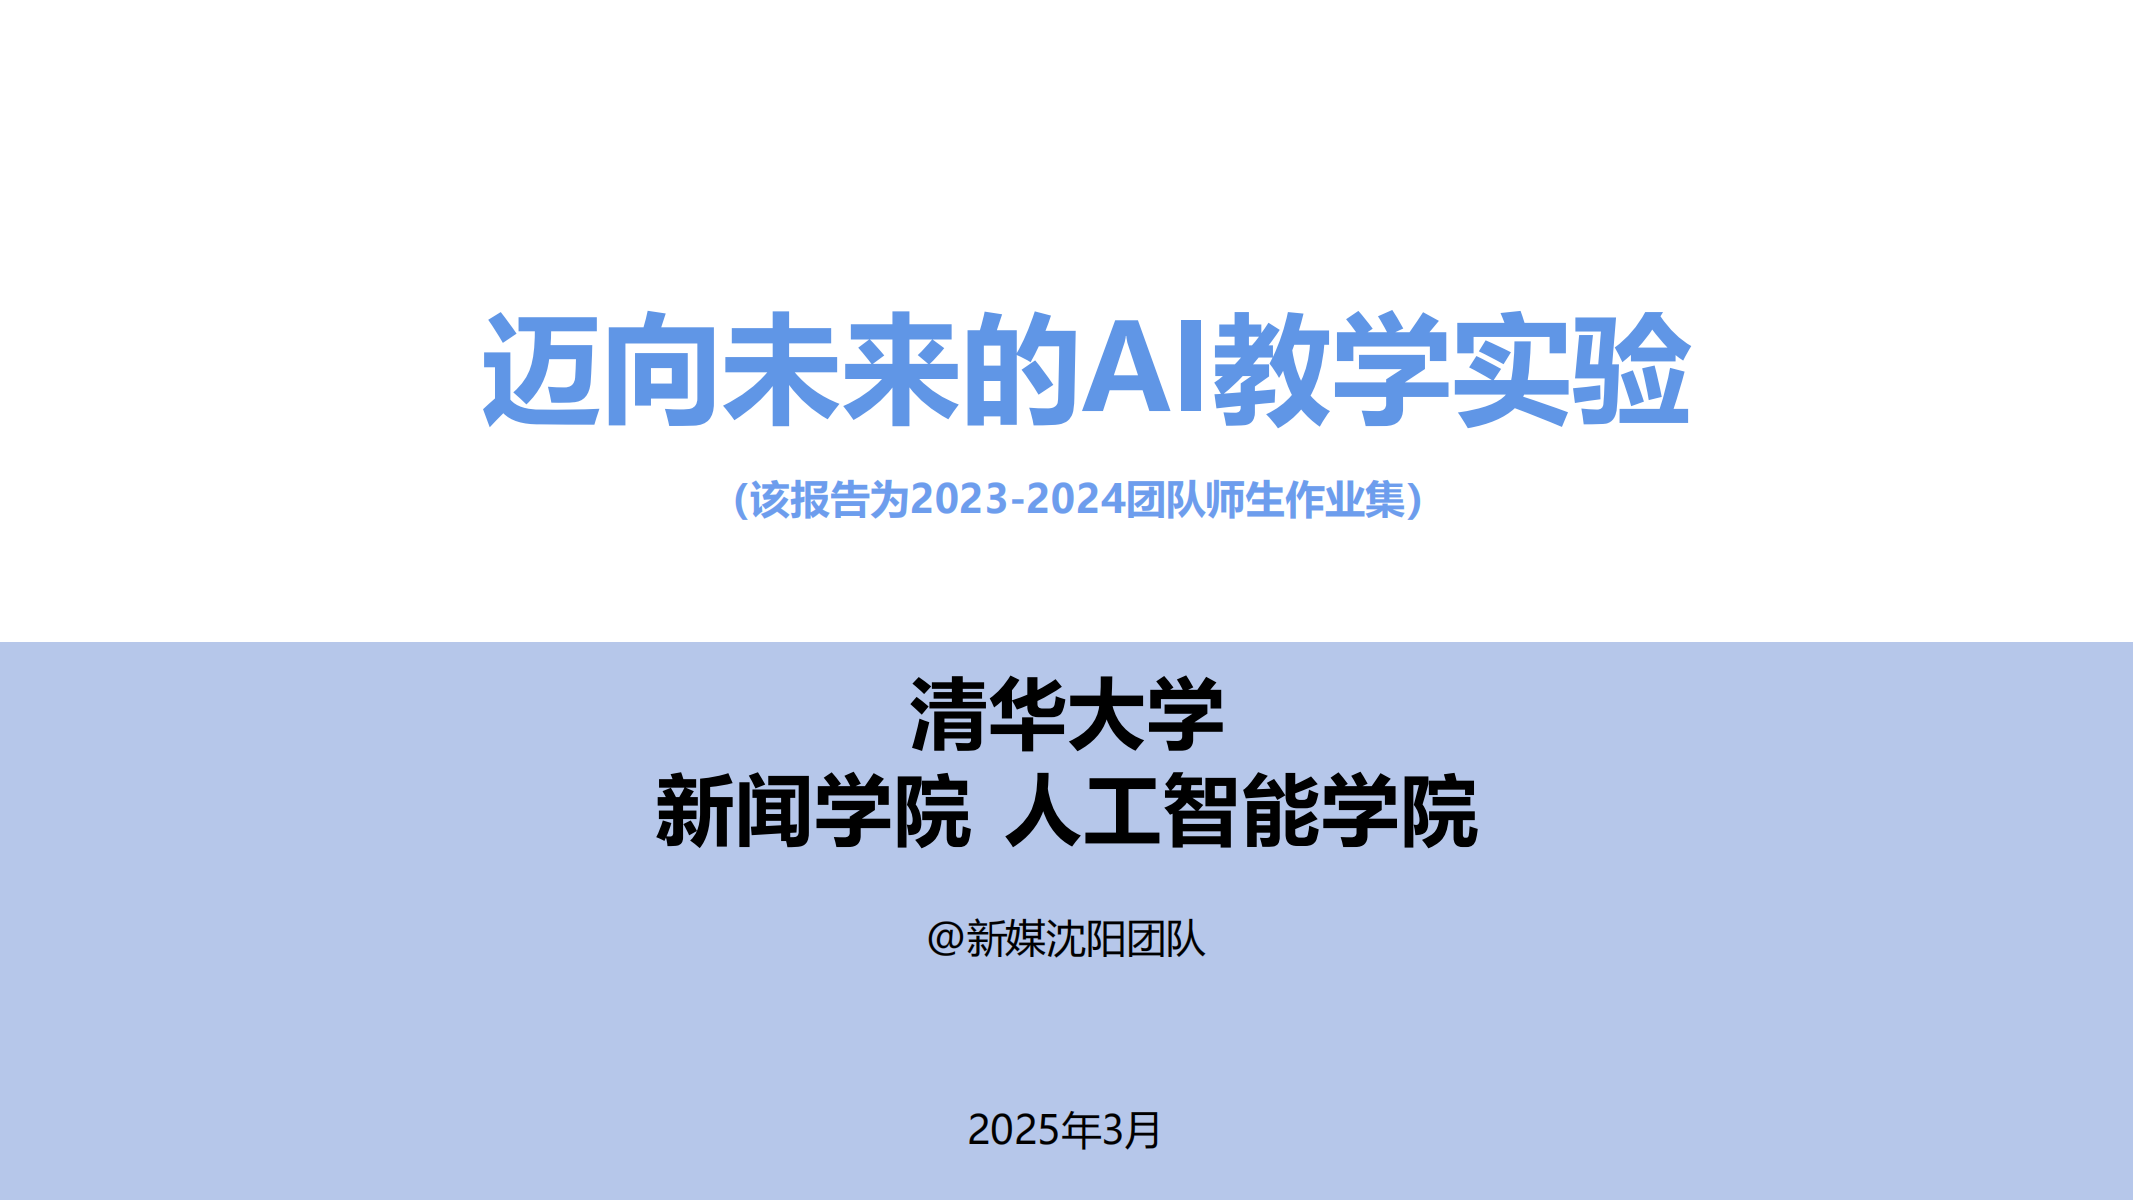 迈向未来的AI教学实验
(该报告为2023-2024团队师生作业集)
清华大学
新闻学院 人工智能学院
@新媒沈阳团队
2025年3月